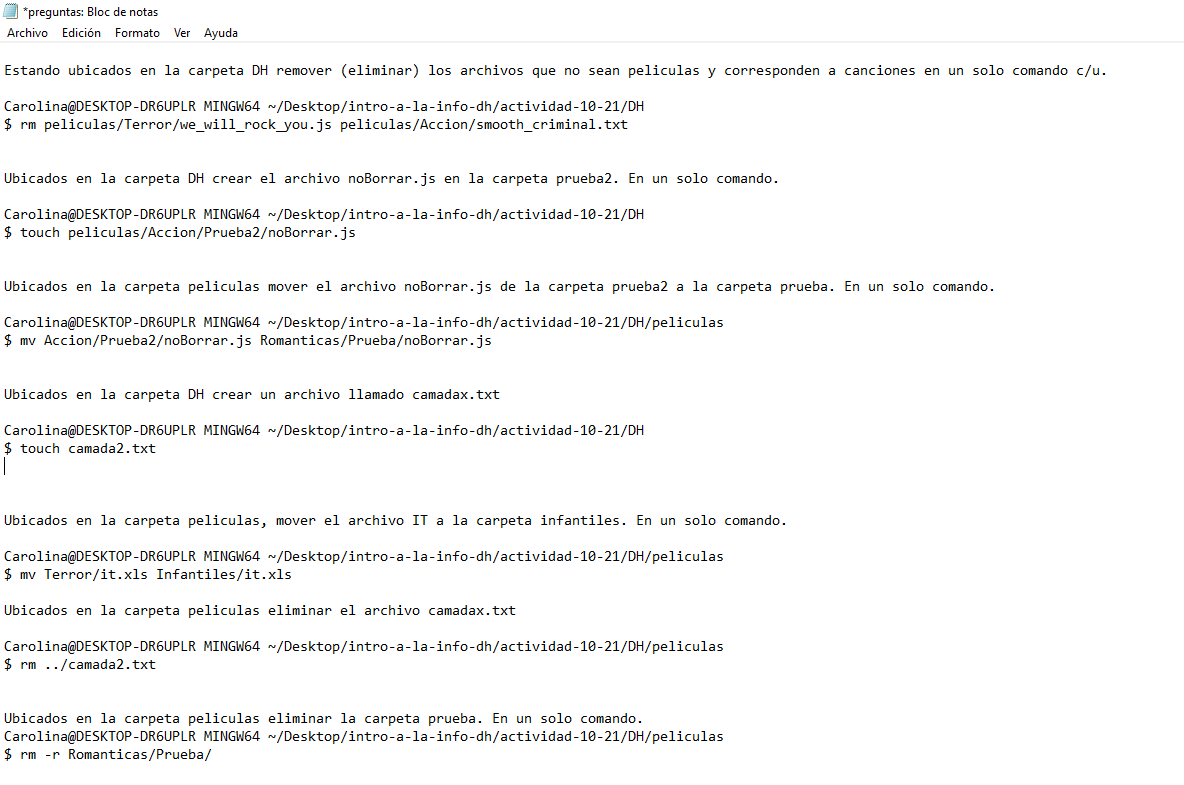 *preguntas: Bloc de notas
Archivo Edición Formato Ver Ayuda
Estando ubicados en la carpeta DH remover (eliminar) los archivos que no sean peliculas y corresponden a canciones en un solo comando c/u.
Carolina@DESKTOP-DR6UPLR MINGW64 ~/Desktop/intro-a-la-info-dh/actividad-10-21/DH
$ rm peliculas/Terror/we_will_rock_you.js peliculas/Accion/smooth_criminal.txt
Ubicados en la carpeta DH crear el archivo noBorrar.js en la carpeta prueba2. En un solo comando.
Carolina@DESKTOP-DR6UPLR MINGW64 ~/Desktop/intro-a-la-info-dh/actividad-10-21/DH
$ touch peliculas/Accion/Prueba2/noBorrar.js
Ubicados en la carpeta peliculas mover el archivo noBorrar.js de la carpeta prueba2 a la carpeta prueba. En un solo comando.
Carolina@DESKTOP-DR6UPLR MINGW64 ~/Desktop/intro-a-la-info-dh/actividad-10-21/DH/peliculas
$ mv Accion/Prueba2/noBorrar.js Romanticas/Prueba/noBorrar.js
Ubicados en la carpeta DH crear un archivo llamado camadax.txt
Carolina@DESKTOP-DR6UPLR MINGW64 ~/Desktop/intro-a-la-info-dh/actividad-10-21/DH
$ touch camada2.txt
Ubicados en la carpeta peliculas, mover el archivo IT a la carpeta infantiles. En un solo comando.
Carolina@DESKTOP-DR6UPLR MINGW64 ~/Desktop/intro-a-la-info-dh/actividad-10-21/DH/peliculas
$ mv Terror/it.xls Infantiles/it.xls
Ubicados en la carpeta peliculas eliminar el archivo camadax.txt
Carolina@DESKTOP-DR6UPLR MINGW64 ~/Desktop/intro-a-la-info-dh/actividad-10-21/DH/peliculas
$ rm ../camada2.txt
Ubicados en la carpeta peliculas eliminar la carpeta prueba. En un solo comando.
Carolina@DESKTOP-DR6UPLR MINGW64 ~/Desktop/intro-a-la-info-dh/actividad-10-21/DH/peliculas
$ rm -r Romanticas/Prueba/